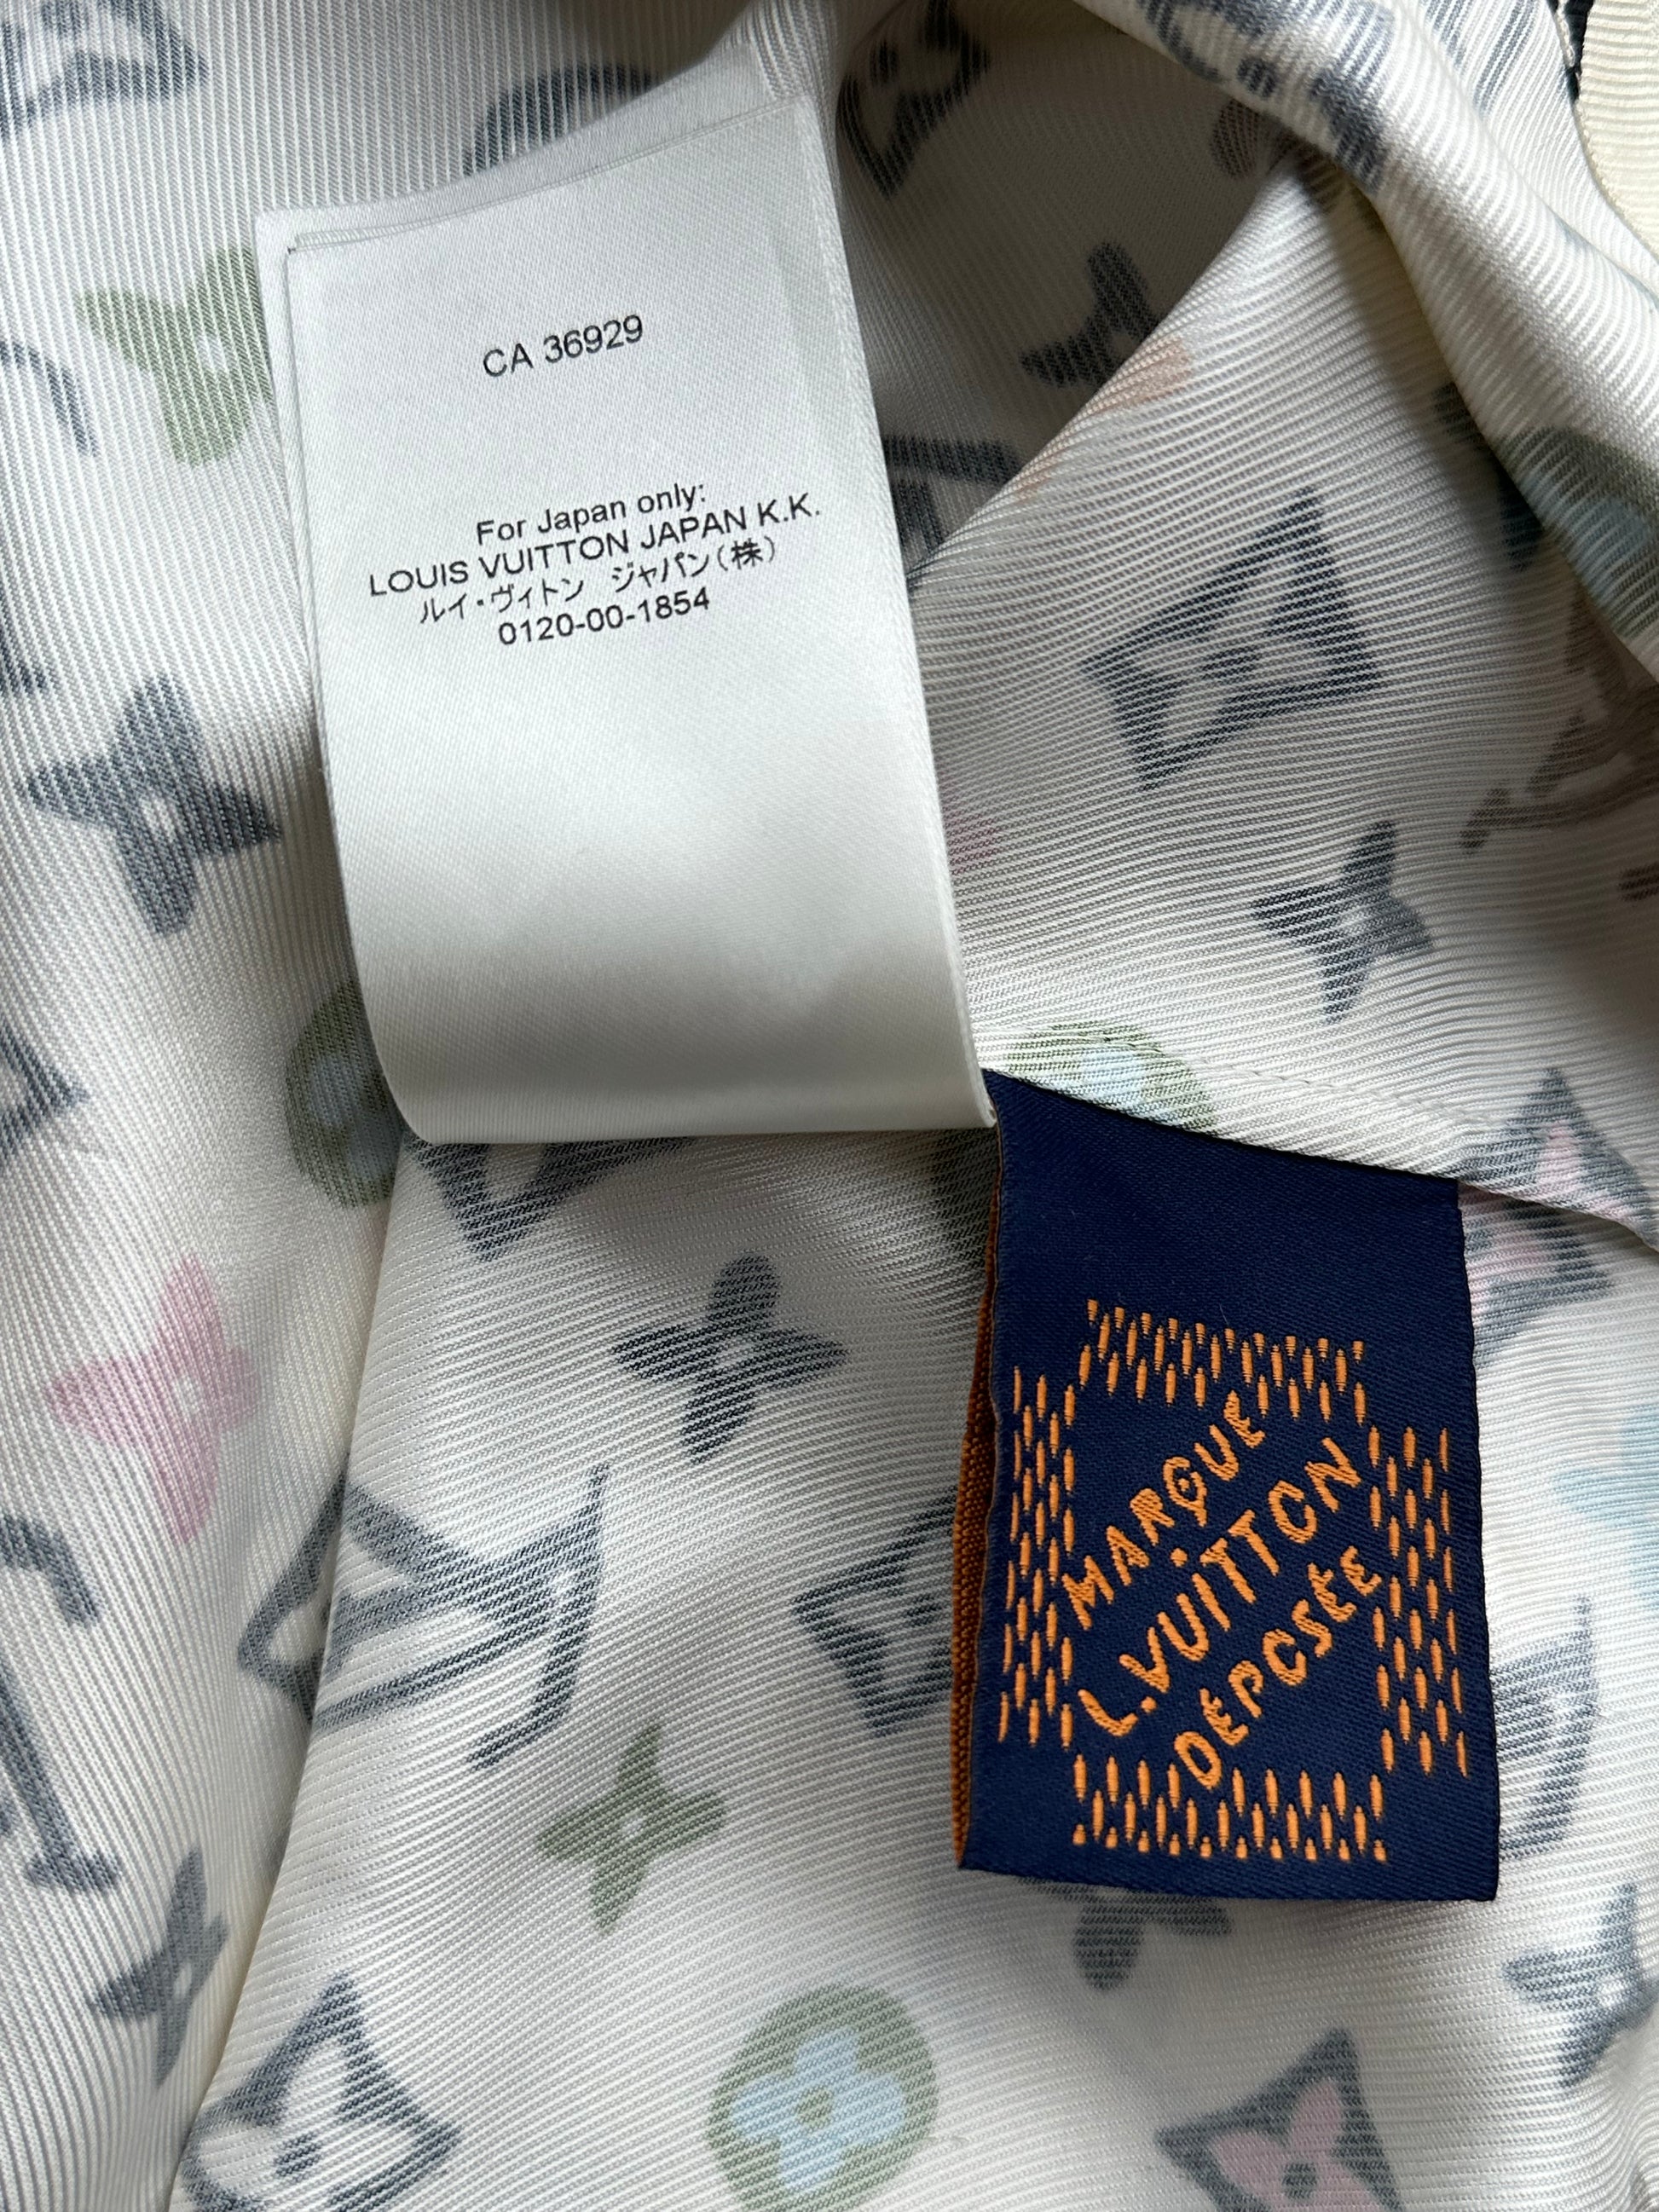 CA 36929
For Japan only:
LOUIS VUITTON JAPAN K.K.
ルイ・ヴィトン ジャパン(株)
0120-00-1854
MARQUE
L.VUITTON
DÉPOSÉE